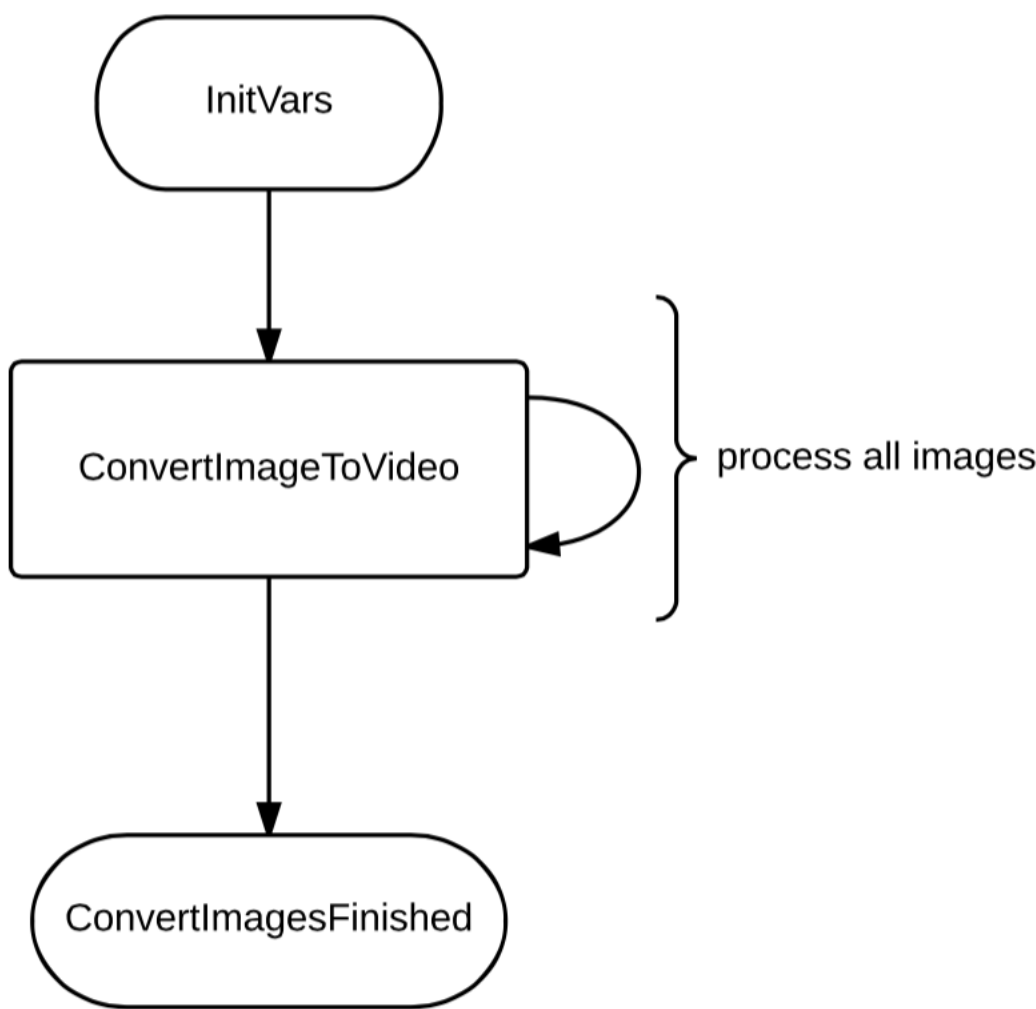 InitVars
ConvertImageToVideo
process all images
ConvertImagesFinished